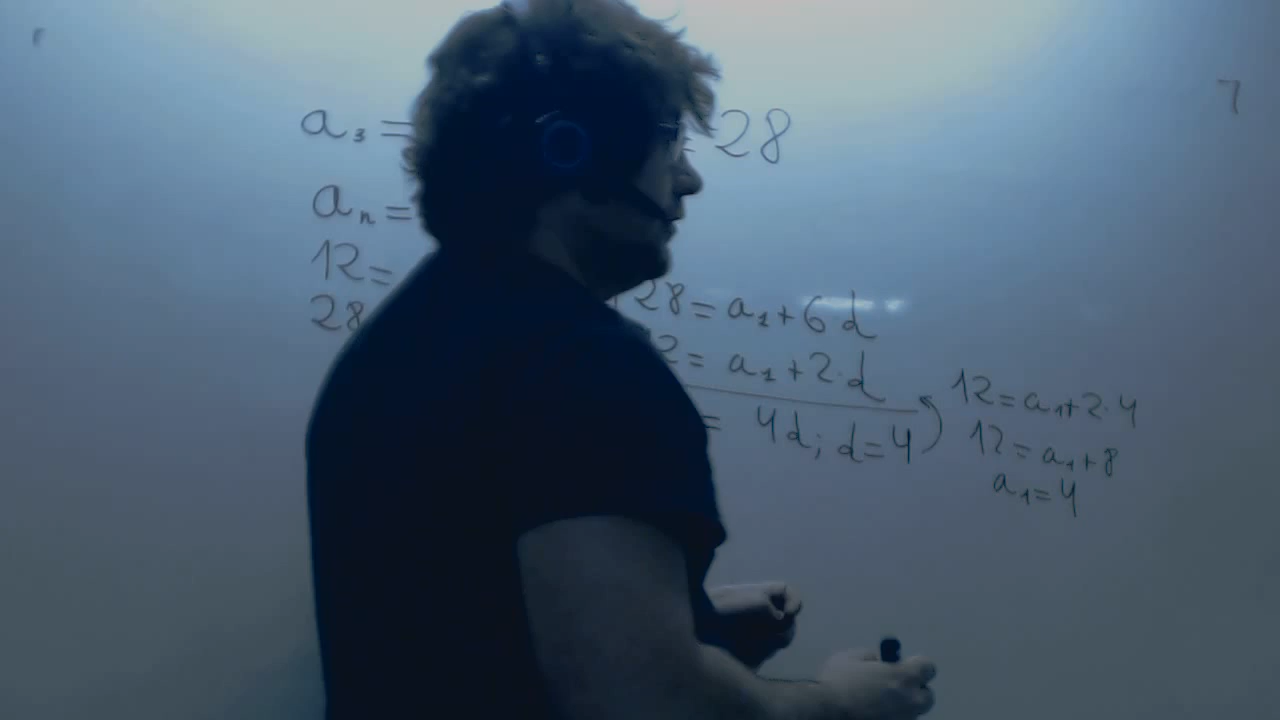 a₃ = = 28
aₙ =
12 =
28
28 = a₁ + 6d
2 = a₁ + 2·d
= 4d; d = 4
12 = a₁ + 2·4
12 = a₁ + 8
a₁ = 4